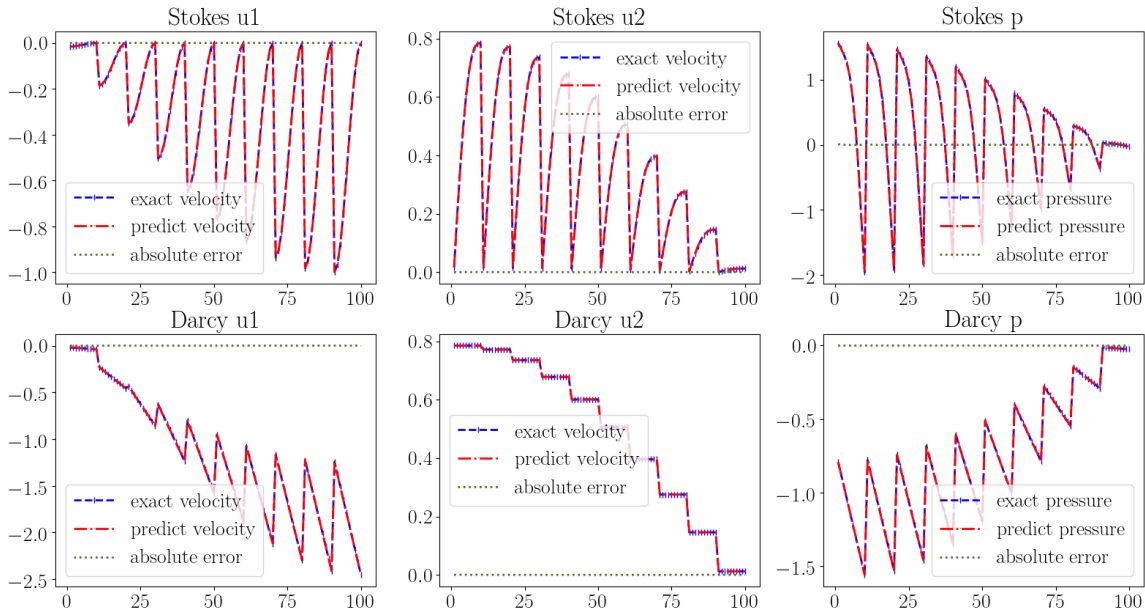 Stokes u1
0.0
−0.2
−0.4
−0.6
−0.8
−1.0
exact velocity
predict velocity
absolute error
0 25 50 75 100
Stokes u2
0.8
0.6
0.4
0.2
0.0
exact velocity
predict velocity
absolute error
0 25 50 75 100
Stokes p
1
0
−1
−2
exact pressure
predict pressure
absolute error
0 25 50 75 100
Darcy u1
0.0
−0.5
−1.0
−1.5
−2.0
−2.5
exact velocity
predict velocity
absolute error
0 25 50 75 100
Darcy u2
0.8
0.6
0.4
0.2
0.0
exact velocity
predict velocity
absolute error
0 25 50 75 100
Darcy p
0.0
−0.5
−1.0
−1.5
exact pressure
predict pressure
absolute error
0 25 50 75 100